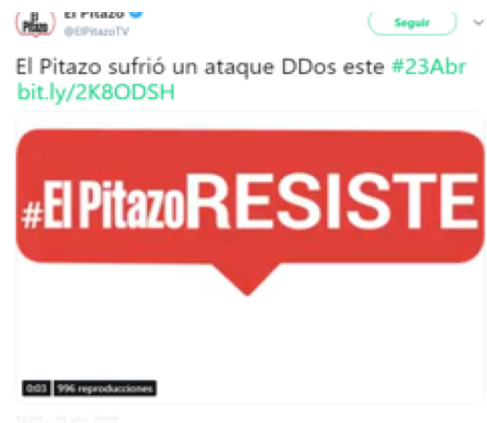 El Pitazo
El Pitazo
@ElPitazoTV
Seguir
El Pitazo sufrió un ataque DDos este #23Abr
bit.ly/2K8ODSH
#El PitazoRESISTE
0:03 996 reproducciones